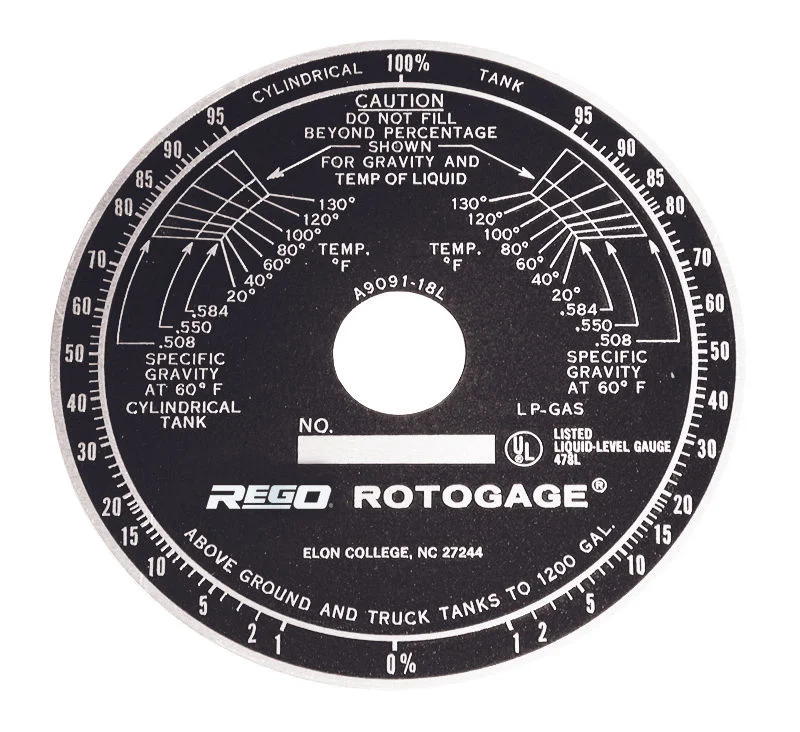 CYLINDRICAL 100% TANK
95
90
85
80
70
60
50
40
30
20
15
10
5
2
1
0%
1
2
5
10
15
20
30
40
50
60
70
80
85
90
95
CAUTION
DO NOT FILL
BEYOND PERCENTAGE
SHOWN
FOR GRAVITY AND
TEMP OF LIQUID
130°
120°
100°
80°
60°
40°
20°
TEMP.
°F
.584
.550
.508
SPECIFIC
GRAVITY
AT 60° F
CYLINDRICAL
TANK
130°
120°
100°
80°
60°
40°
20°
TEMP.
°F
.584
.550
.508
SPECIFIC
GRAVITY
AT 60° F
LP-GAS
A9091-18L
NO.
UL ®
LISTED
LIQUID-LEVEL GAUGE
478L
REGO® ROTOGAGE®
ELON COLLEGE, NC 27244
ABOVE GROUND AND TRUCK TANKS TO 1200 GAL.